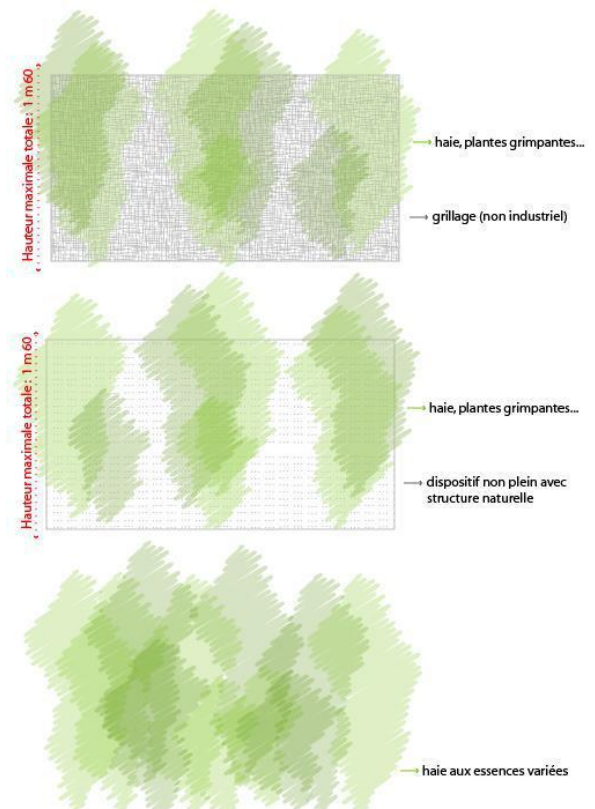 Hauteur maximale totale : 1 m 60
haie, plantes grimpantes...
grillage (non industriel)
Hauteur maximale totale : 1 m 60
haie, plantes grimpantes...
dispositif non plein avec
structure naturelle
haie aux essences variées